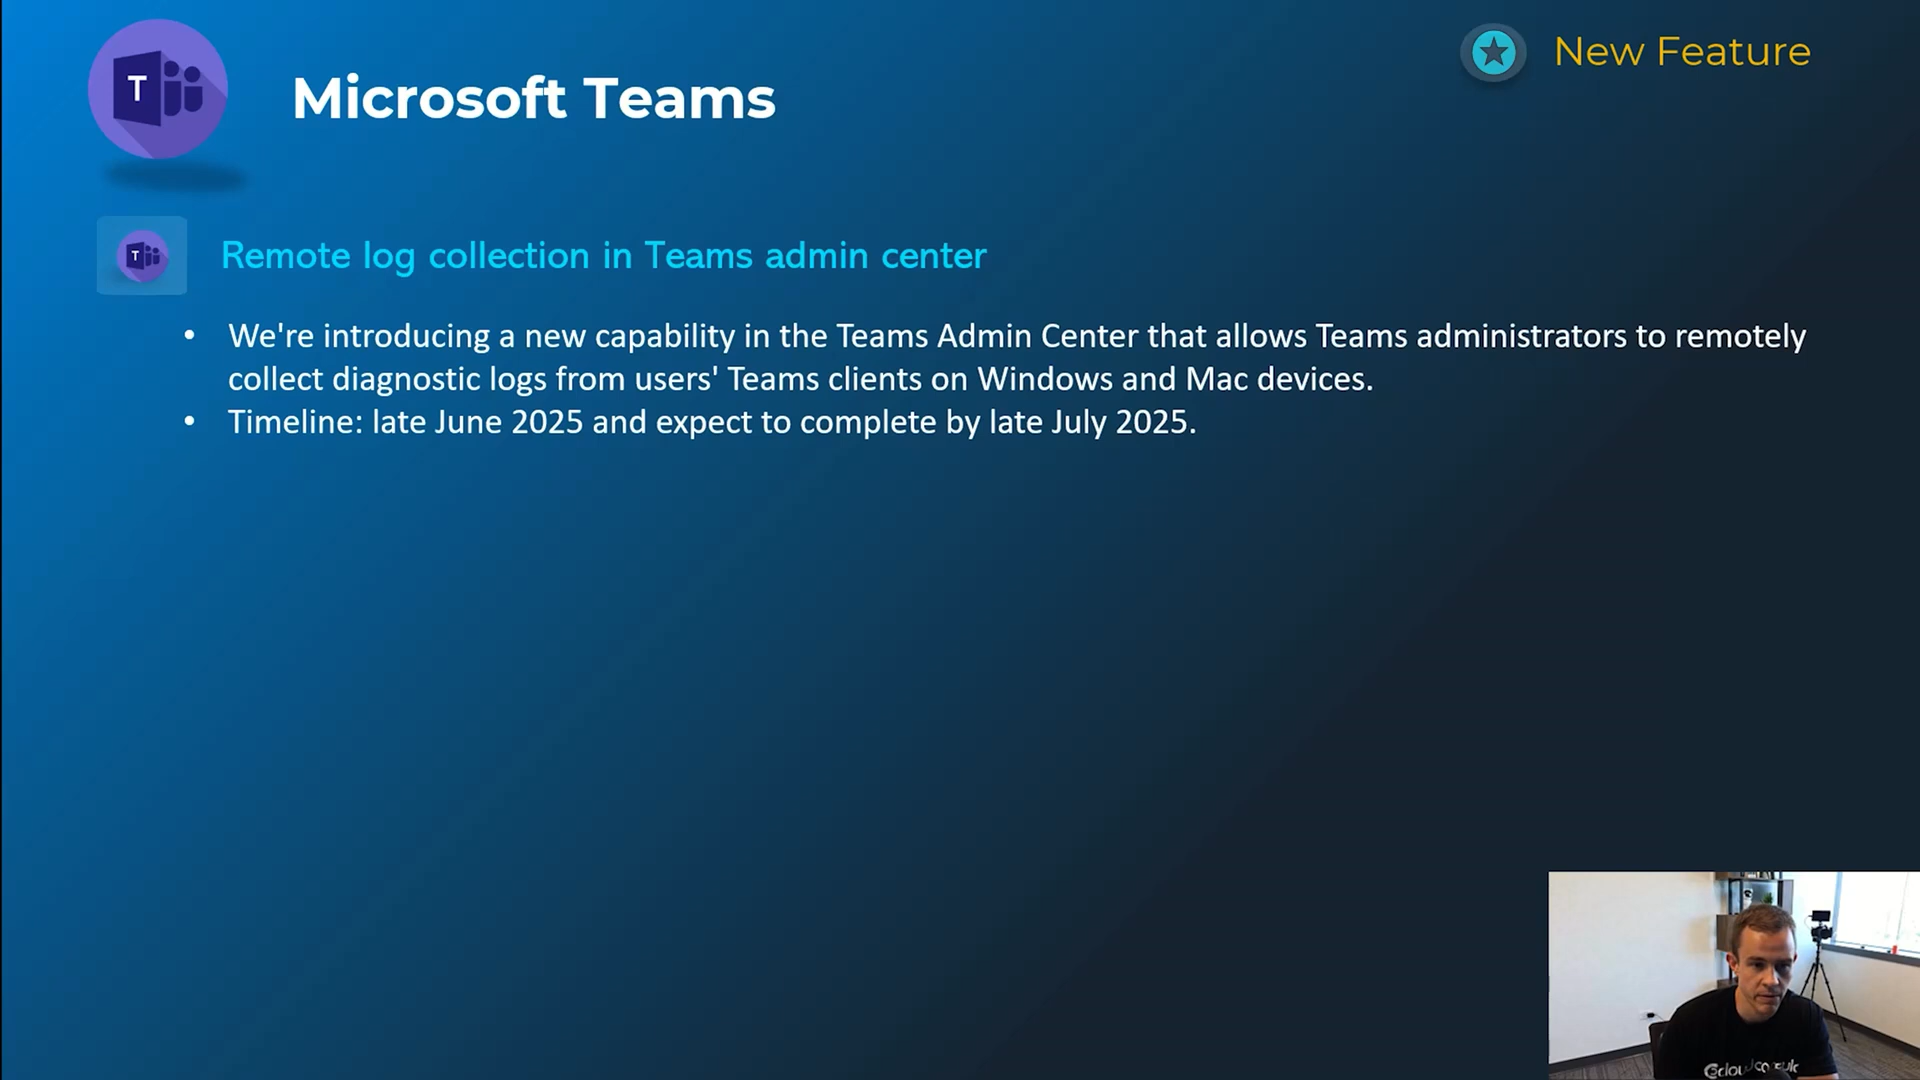 T
Microsoft Teams
New Feature
T
Remote log collection in Teams admin center
• We're introducing a new capability in the Teams Admin Center that allows Teams administrators to remotely
collect diagnostic logs from users' Teams clients on Windows and Mac devices.
• Timeline: late June 2025 and expect to complete by late July 2025.